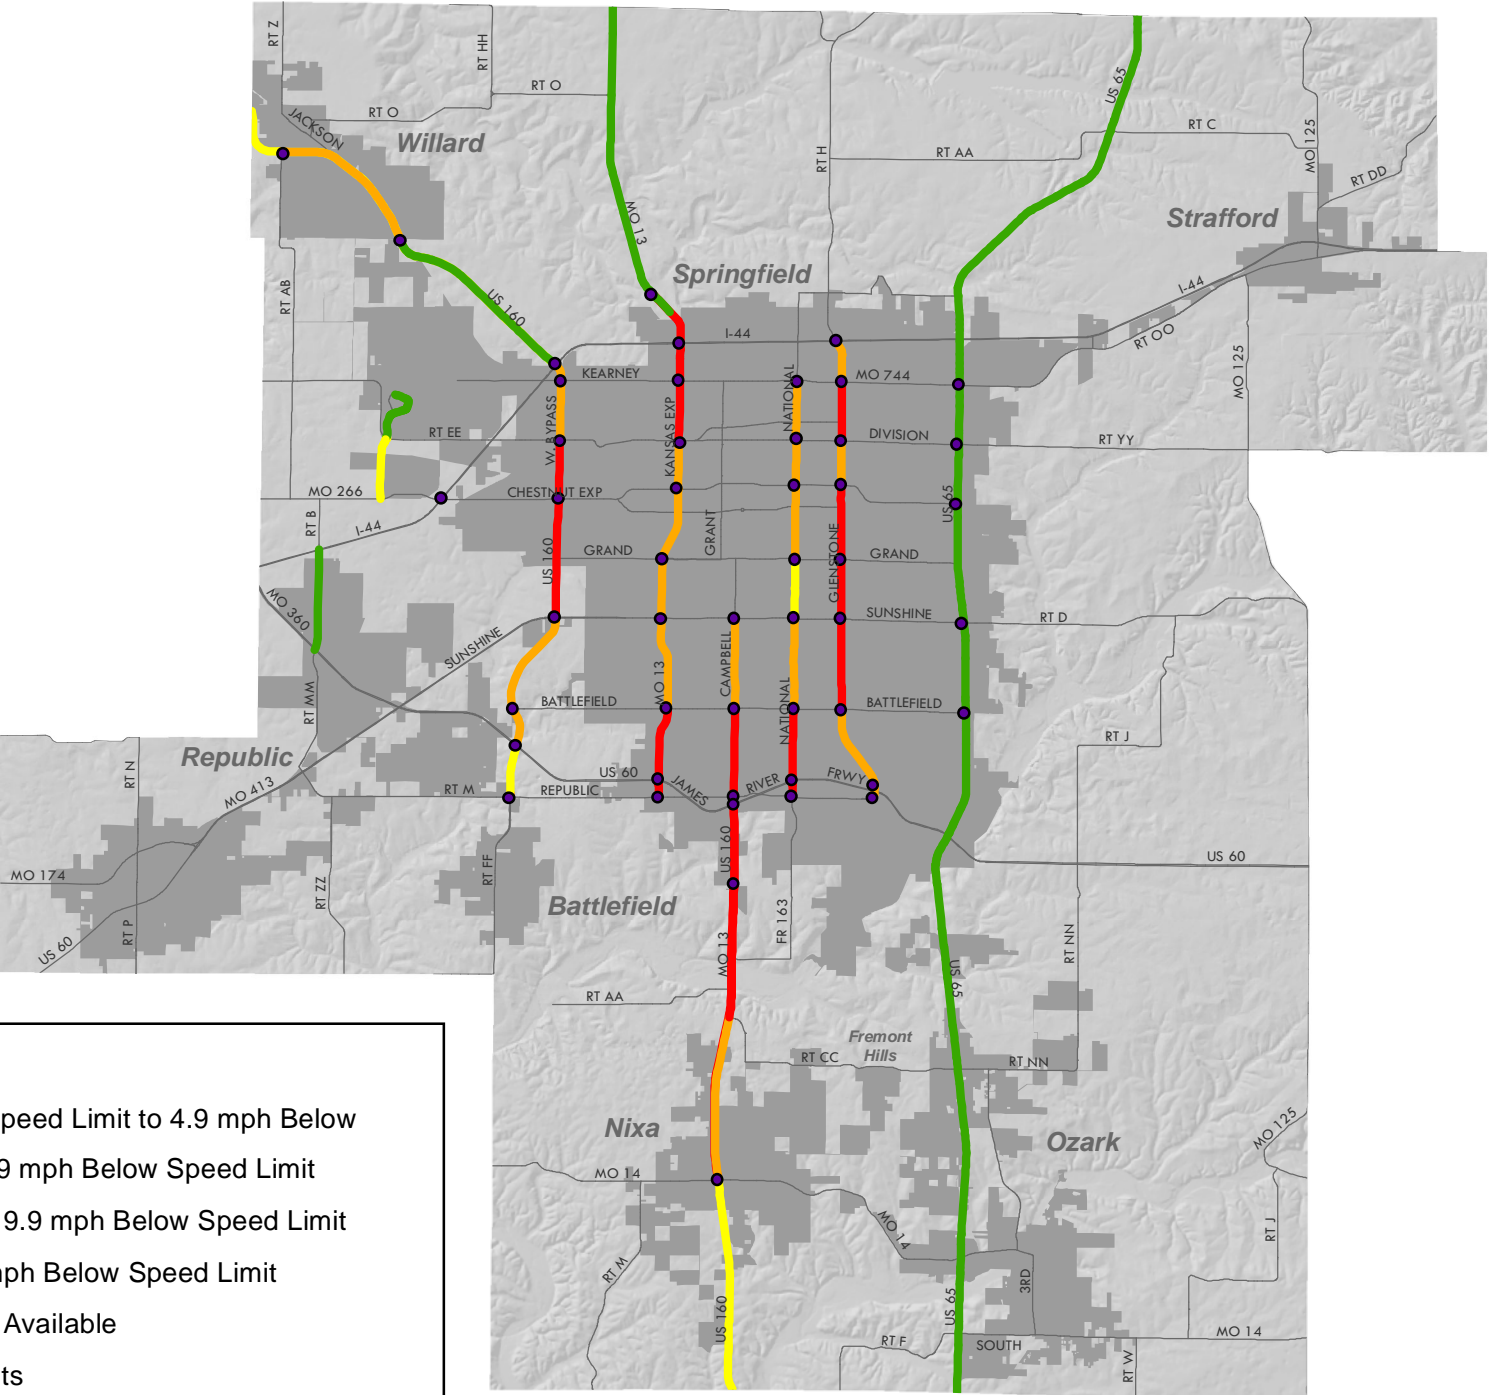 RT Z
RT HH
RT O
RT O
JACKSON
Willard
MO 13
RT H
US 65
RT C
RT AA
MO 125
RT DD
Strafford
Springfield
RT AB
US 160
I-44
I-44
RT OO
MO 125
KEARNEY
NATIONAL
MO 744
W. BYPASS
KANSAS EXP
RT EE
DIVISION
RT YY
MO 266
CHESTNUT EXP
US 65
RT B
I-44
GRANT
US 160
GRAND
GLENSTONE
GRAND
MO 360
SUNSHINE
SUNSHINE
RT D
CAMPBELL
MO 13
RT MM
BATTLEFIELD
NATIONAL
BATTLEFIELD
RT J
Republic
RT N
MO 413
RT M
US 60
REPUBLIC
JAMES
RIVER
FRWY
US 160
US 60
MO 174
RT ZZ
RT FF
Battlefield
FR 163
RT P
US 60
MO 13
RT NN
US 65
RT AA
Fremont
Hills
RT CC
RT NN
Nixa
Ozark
MO 125
MO 14
MO 14
RT J
RT M
3RD
US 160
US 65
RT F
SOUTH
MO 14
RT W
peed Limit to 4.9 mph Below
9 mph Below Speed Limit
9.9 mph Below Speed Limit
ph Below Speed Limit
Available
ts